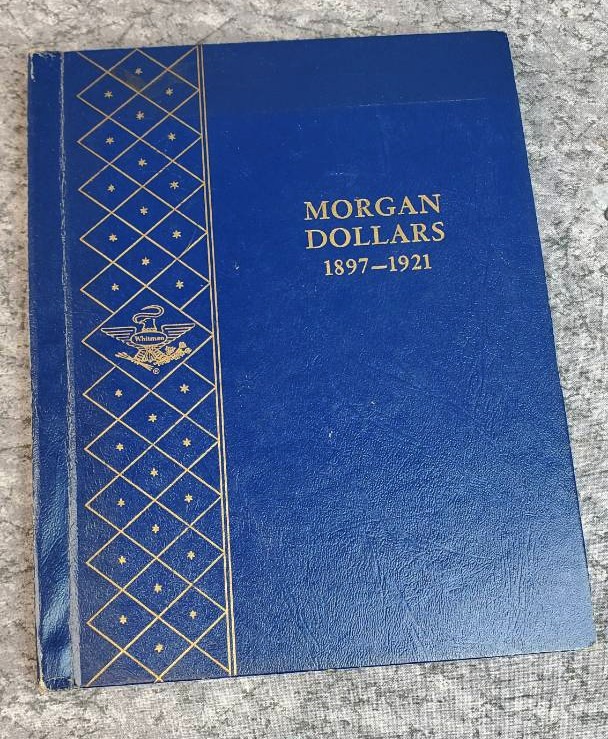 MORGAN
DOLLARS
1897—1921
Whitman
®